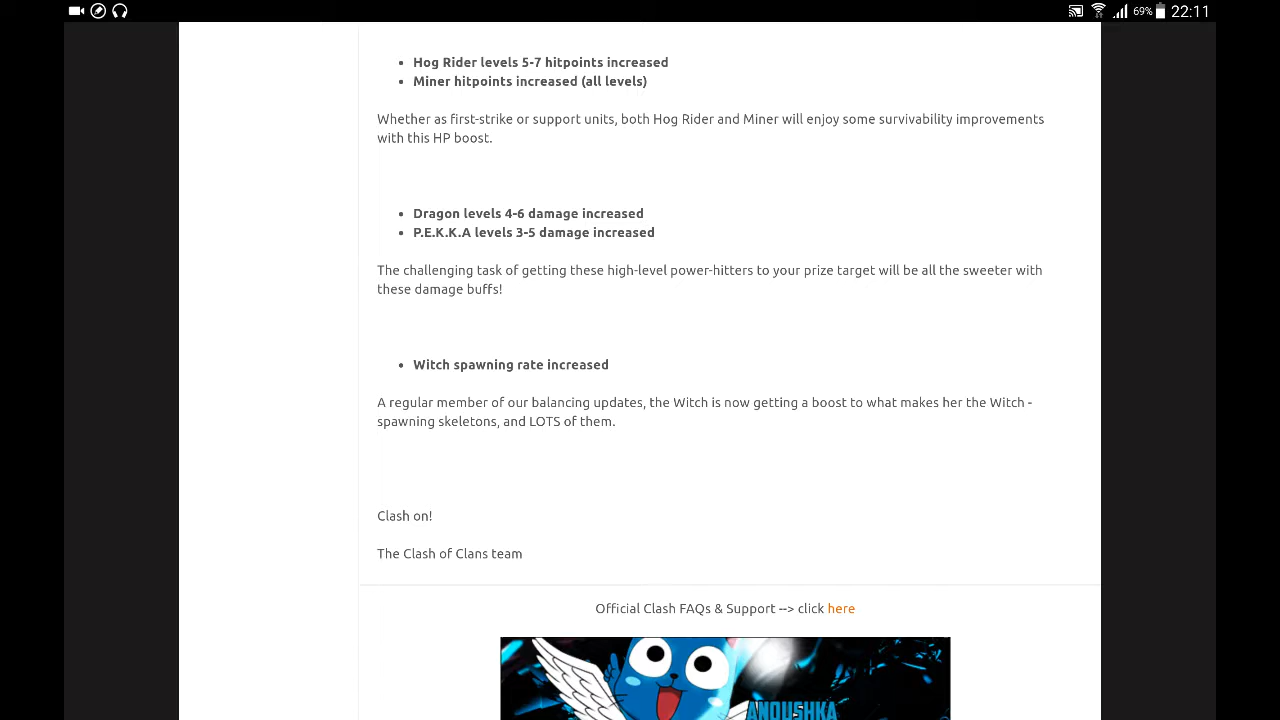 69% 22:11
Hog Rider levels 5-7 hitpoints increased
Miner hitpoints increased (all levels)
Whether as first-strike or support units, both Hog Rider and Miner will enjoy some survivability improvements
with this HP boost.
Dragon levels 4-6 damage increased
P.E.K.K.A levels 3-5 damage increased
The challenging task of getting these high-level power-hitters to your prize target will be all the sweeter with
these damage buffs!
Witch spawning rate increased
A regular member of our balancing updates, the Witch is now getting a boost to what makes her the Witch -
spawning skeletons, and LOTS of them.
Clash on!
The Clash of Clans team
Official Clash FAQs & Support --> click here
ANOUSHKA